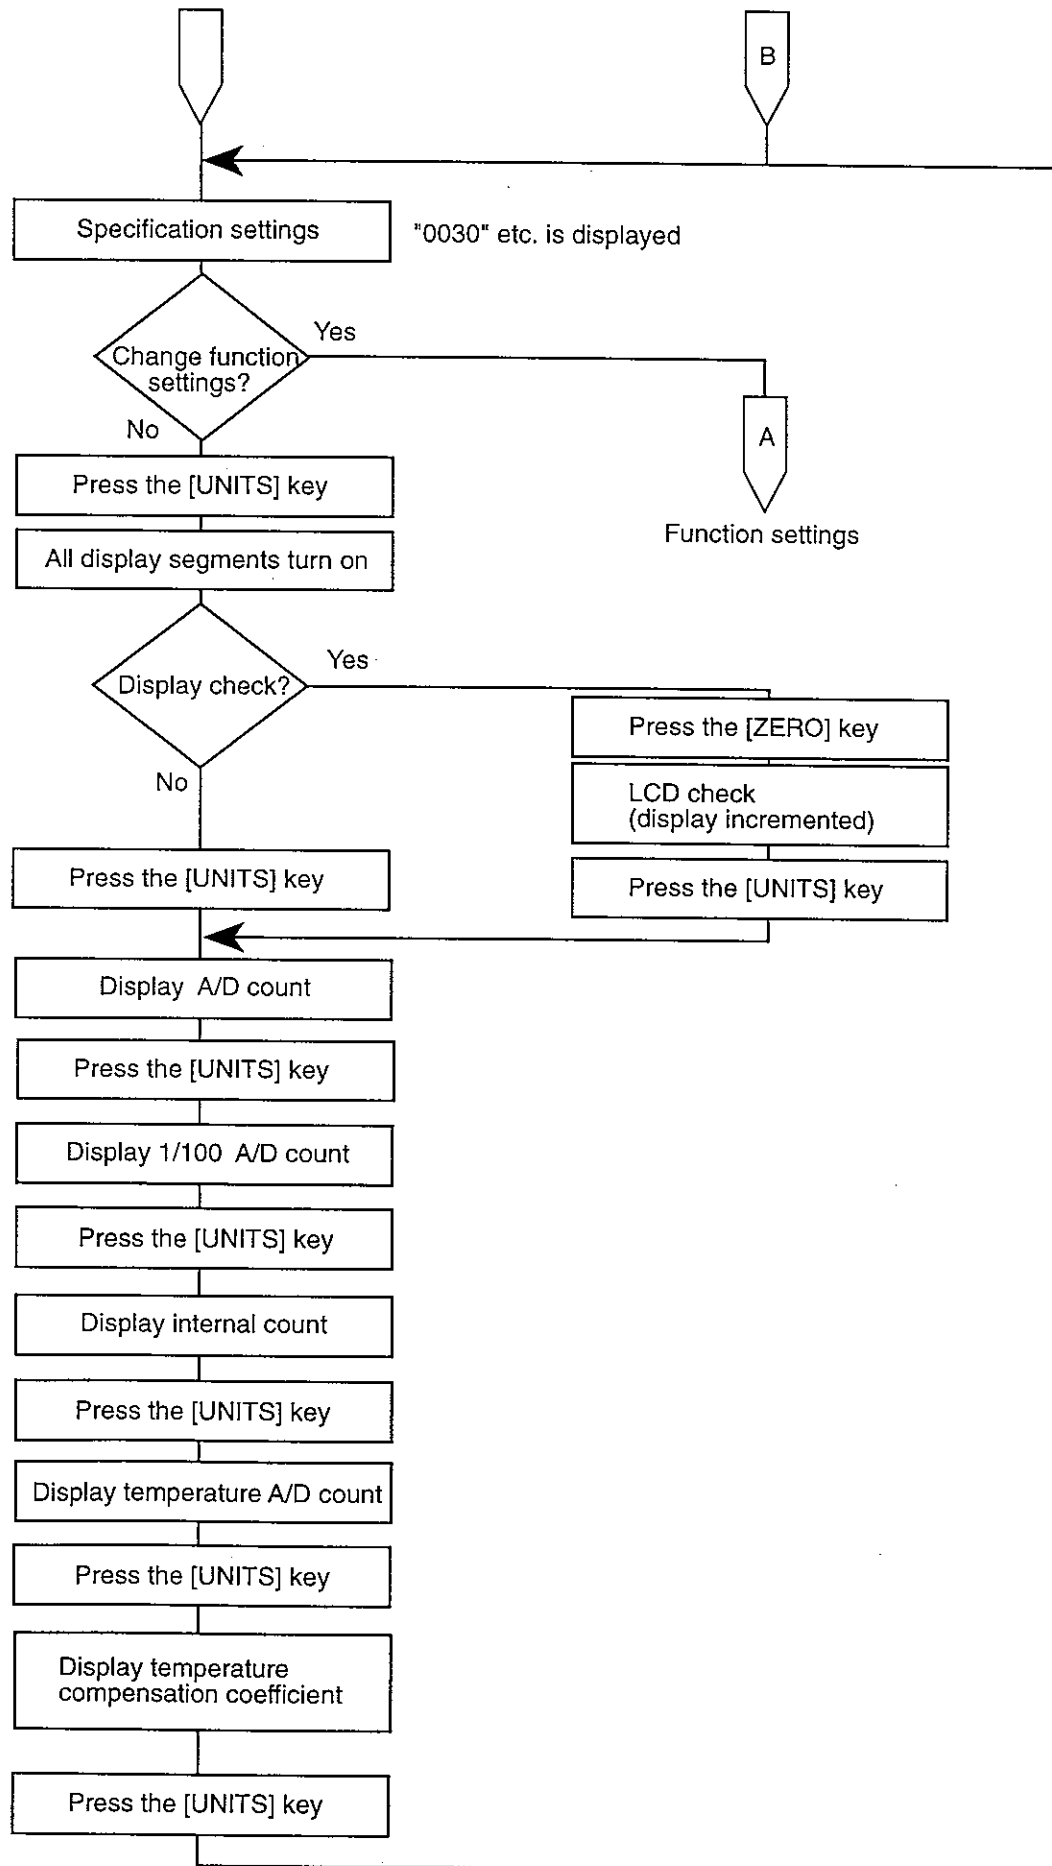 B
Specification settings
"0030" etc. is displayed
Yes
Change function
settings?
No
A
Press the [UNITS] key
Function settings
All display segments turn on
Yes
Display check?
Press the [ZERO] key
No
LCD check
(display incremented)
Press the [UNITS] key
Press the [UNITS] key
Display A/D count
Press the [UNITS] key
Display 1/100 A/D count
Press the [UNITS] key
Display internal count
Press the [UNITS] key
Display temperature A/D count
Press the [UNITS] key
Display temperature
compensation coefficient
Press the [UNITS] key